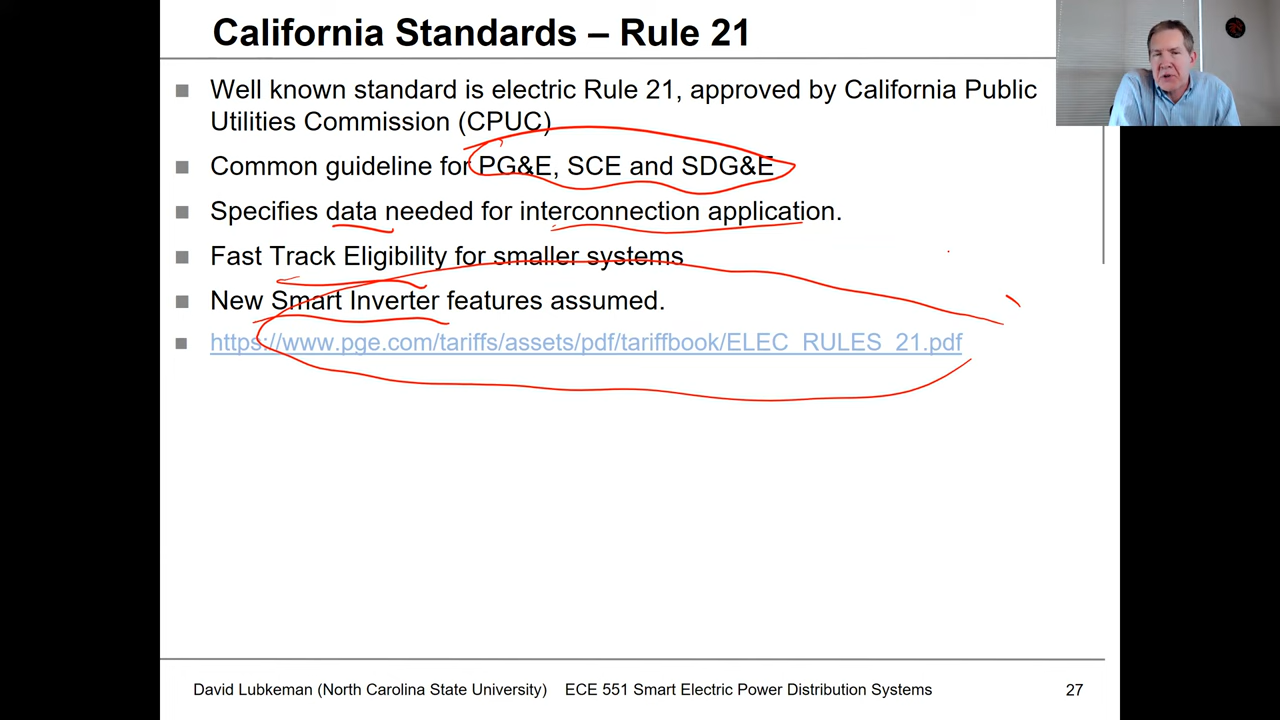 California Standards – Rule 21
Well known standard is electric Rule 21, approved by California Public
Utilities Commission (CPUC)
Common guideline for PG&E, SCE and SDG&E
Specifies data needed for interconnection application.
Fast Track Eligibility for smaller systems
New Smart Inverter features assumed.
https://www.pge.com/tariffs/assets/pdf/tariffbook/ELEC_RULES_21.pdf
David Lubkeman (North Carolina State University) ECE 551 Smart Electric Power Distribution Systems 27